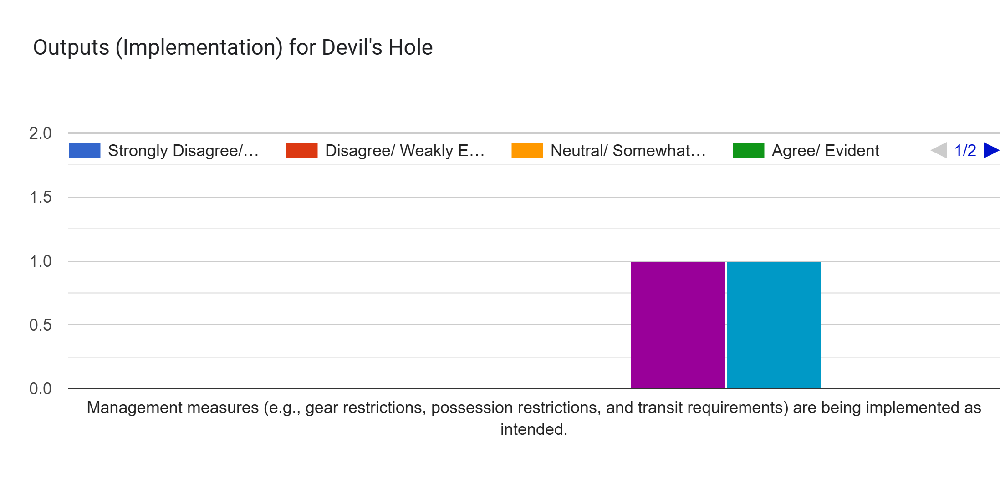 Outputs (Implementation) for Devil's Hole
2.0
Strongly Disagree/…
Disagree/ Weakly E…
Neutral/ Somewhat…
Agree/ Evident
1/2
1.5
1.0
0.5
0.0
Management measures (e.g., gear restrictions, possession restrictions, and transit requirements) are being implemented as
intended.